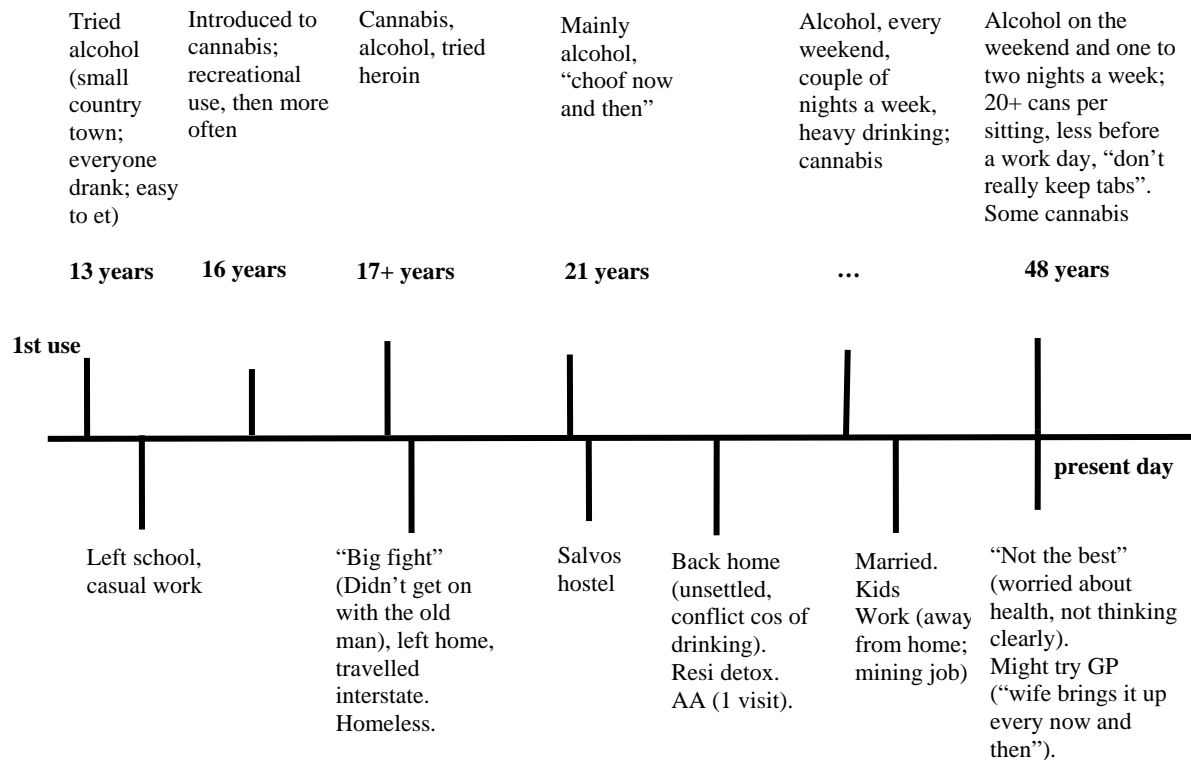 Tried
alcohol
(small
country
town;
everyone
drank; easy
to et)
Introduced to
cannabis;
recreational
use, then more
often
Cannabis,
alcohol, tried
heroin
Mainly
alcohol,
“choof now
and then”
Alcohol, every
weekend,
couple of
nights a week,
heavy drinking;
cannabis
Alcohol on the
weekend and one to
two nights a week;
20+ cans per
sitting, less before
a work day, “don’t
really keep tabs”.
Some cannabis
13 years
16 years
17+ years
21 years
…
48 years
1st use
present day
Left school,
casual work
“Big fight”
(Didn’t get on
with the old
man), left home,
travelled
interstate.
Homeless.
Salvos
hostel
Back home
(unsettled,
conflict cos of
drinking).
Resi detox.
AA (1 visit).
Married.
Kids
Work (away
from home;
mining job)
“Not the best”
(worried about
health, not thinking
clearly).
Might try GP
(“wife brings it up
every now and
then”).